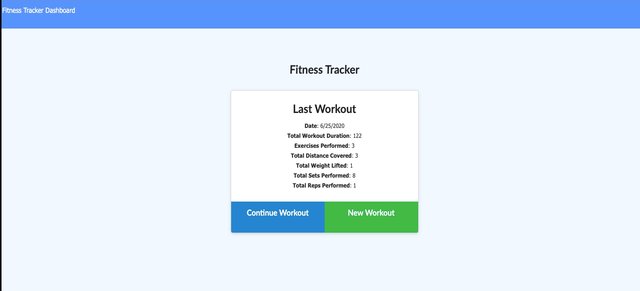 Fitness Tracker Dashboard
Fitness Tracker
Last Workout
Date: 6/25/2020
Total Workout Duration: 122
Exercises Performed: 3
Total Distance Covered: 3
Total Weight Lifted: 1
Total Sets Performed: 8
Total Reps Performed: 1
Continue Workout New Workout